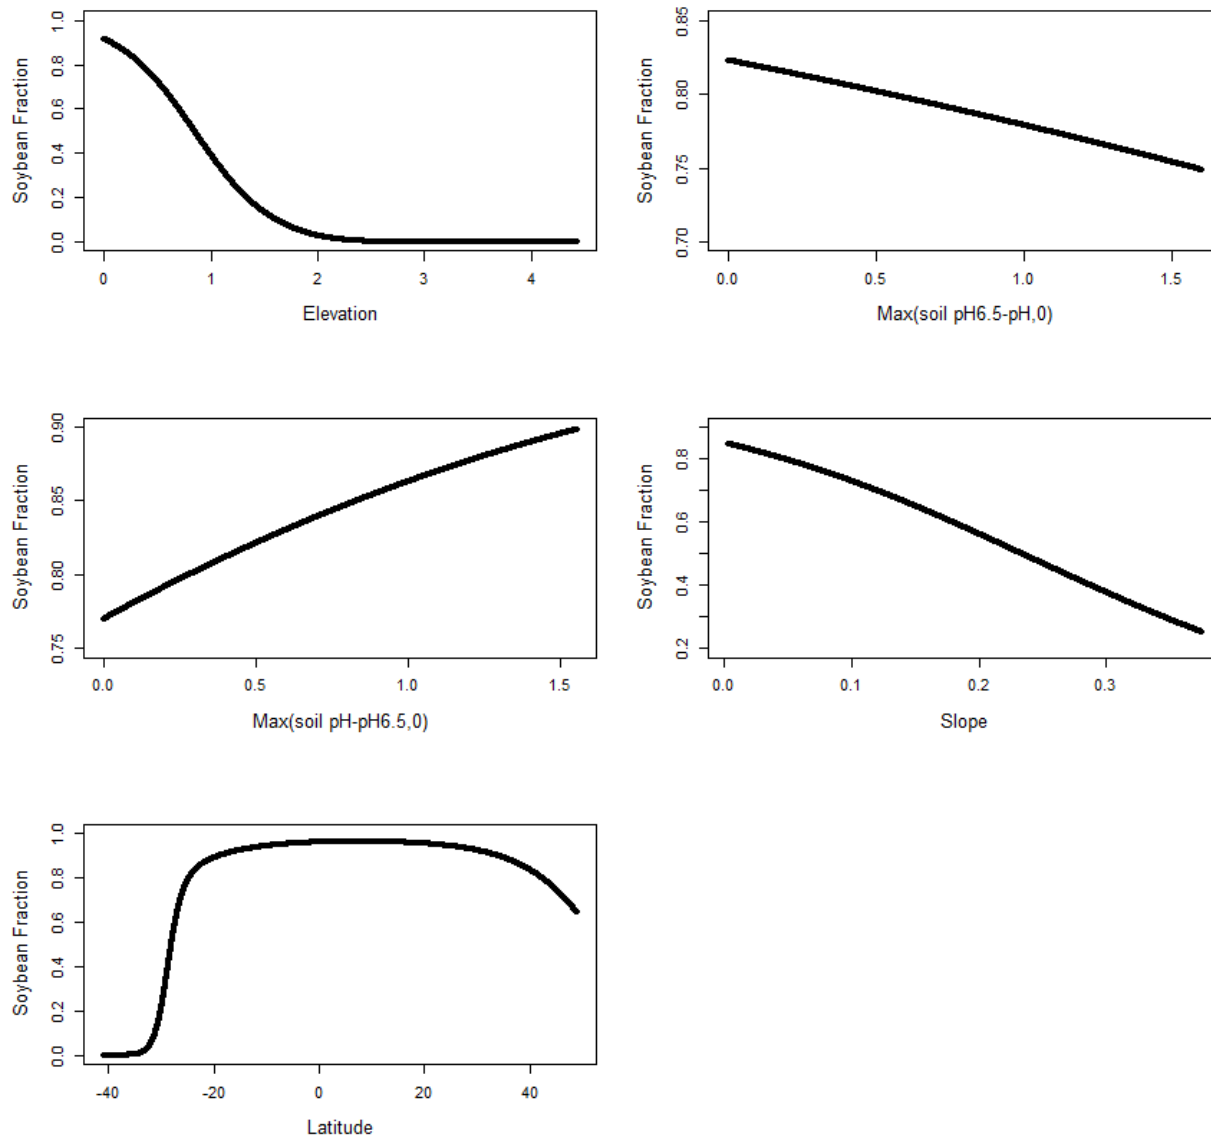 Soybean Fraction
1.0
0.8
0.6
0.4
0.2
0.0
0 1 2 3 4
Elevation
Soybean Fraction
0.85
0.80
0.75
0.70
0.0 0.5 1.0 1.5
Max(soil pH6.5-pH,0)
Soybean Fraction
0.90
0.85
0.80
0.75
0.0 0.5 1.0 1.5
Max(soil pH-pH6.5,0)
Soybean Fraction
0.8
0.6
0.4
0.2
0.0 0.1 0.2 0.3
Slope
Soybean Fraction
1.0
0.8
0.6
0.4
0.2
0.0
-40 -20 0 20 40
Latitude